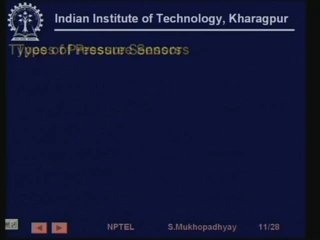 Indian Institute of Technology, Kharagpur
Types of Pressure Sensors
NPTEL S.Mukhopadhyay 11/28